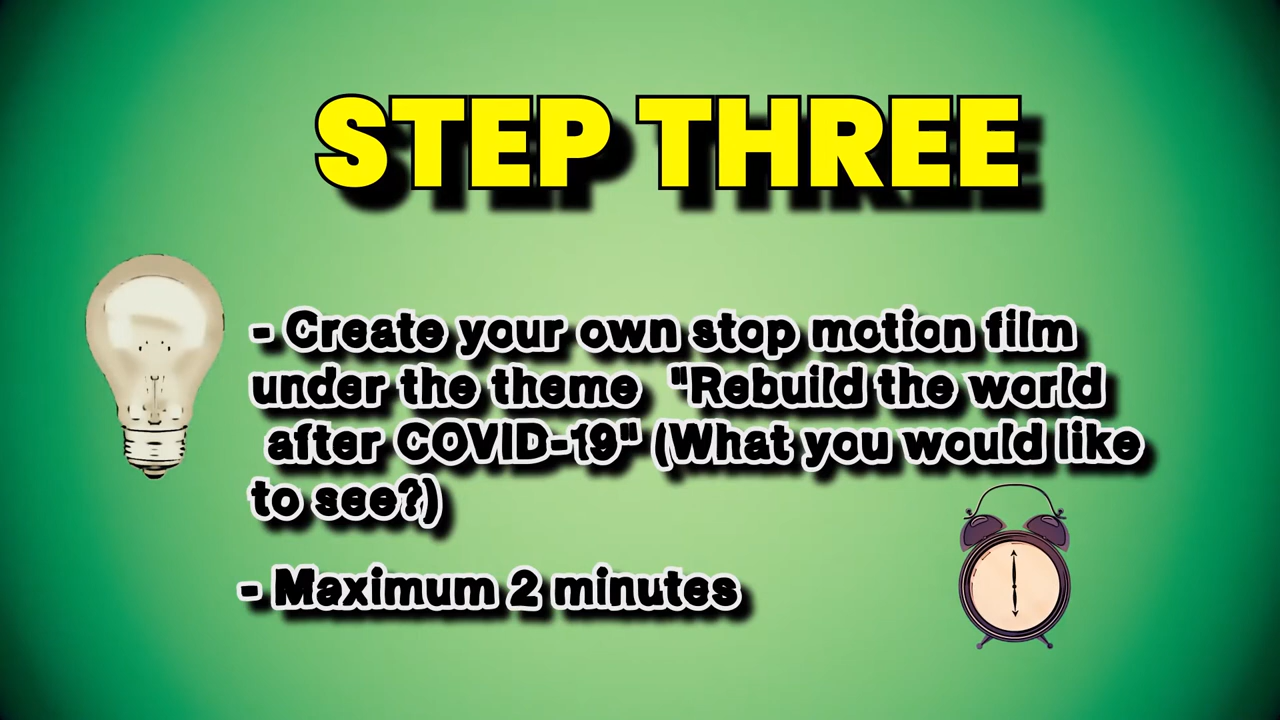 STEP THREE
- Create your own stop motion film
under the theme "Rebuild the world
after COVID-19" (What you would like
to see?)
- Maximum 2 minutes